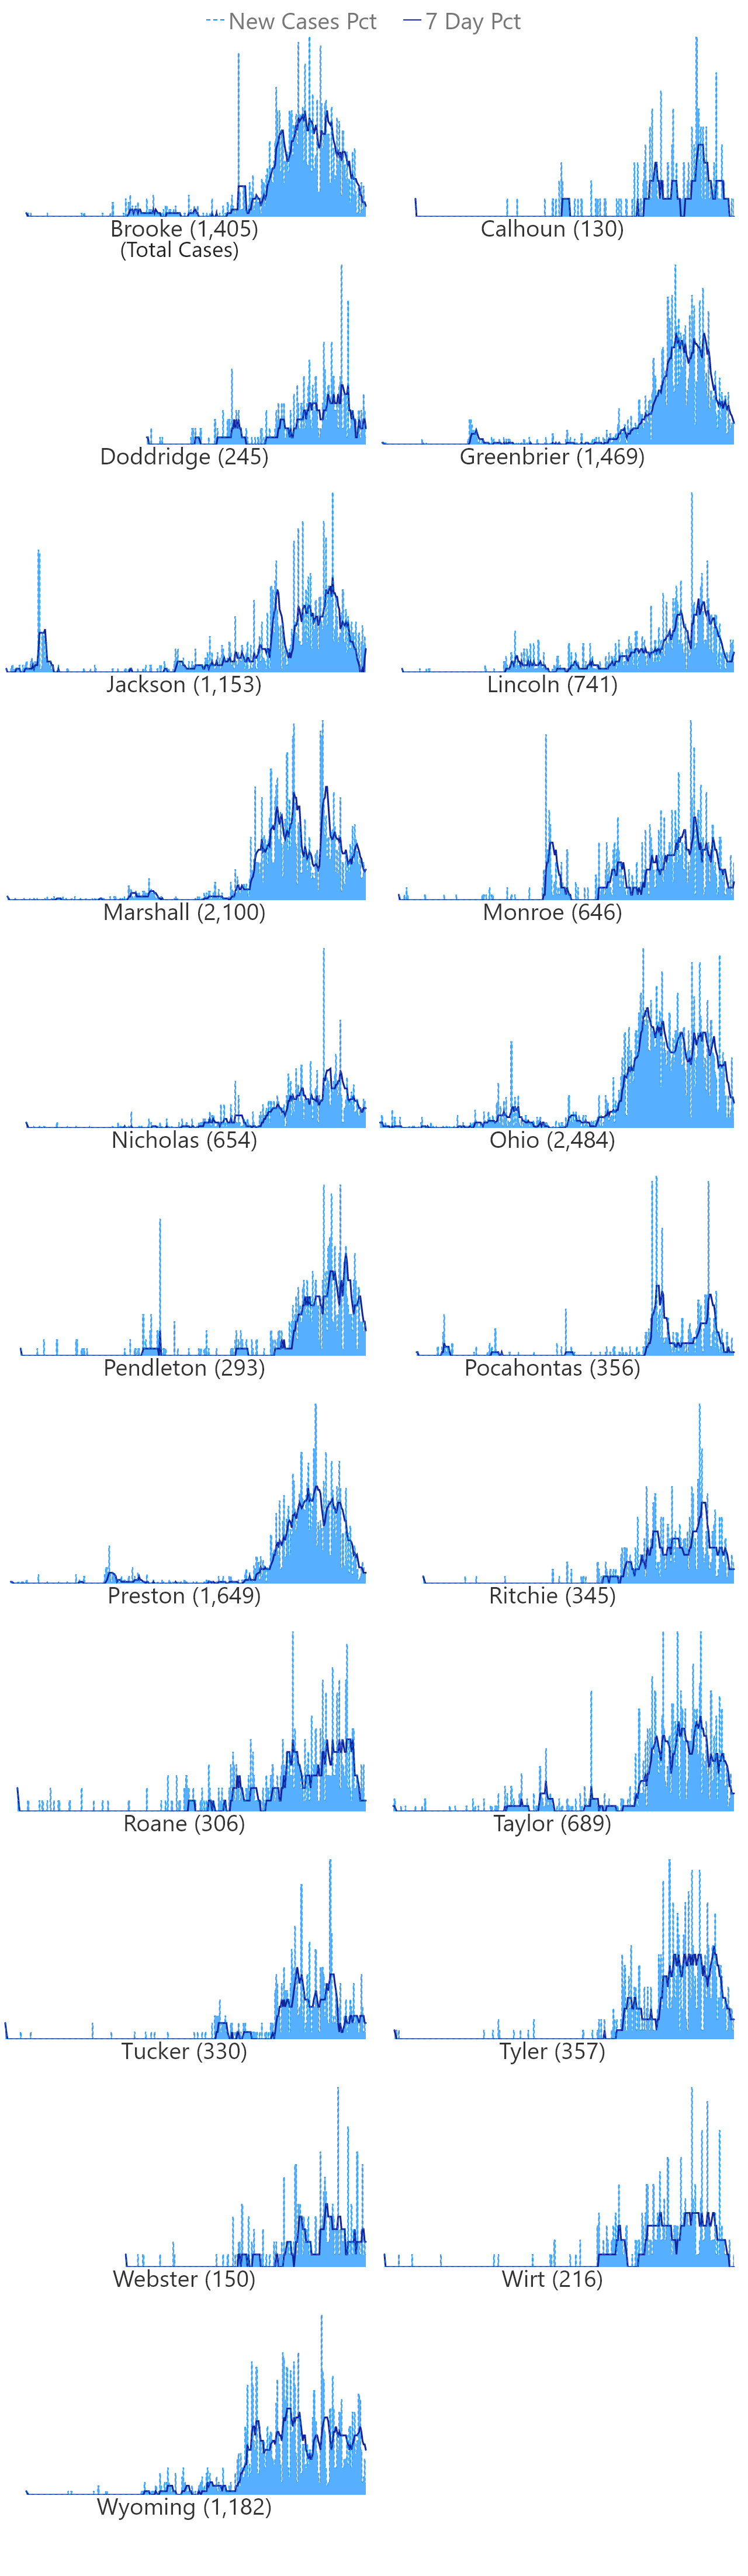 New Cases Pct 7 Day Pct
Brooke (1,405) Calhoun (130)
(Total Cases)
Doddridge (245) Greenbrier (1,469)
Jackson (1,153) Lincoln (741)
Marshall (2,100) Monroe (646)
Nicholas (654) Ohio (2,484)
Pendleton (293) Pocahontas (356)
Preston (1,649) Ritchie (345)
Roane (306) Taylor (689)
Tucker (330) Tyler (357)
Webster (150) Wirt (216)
Wyoming (1,182)